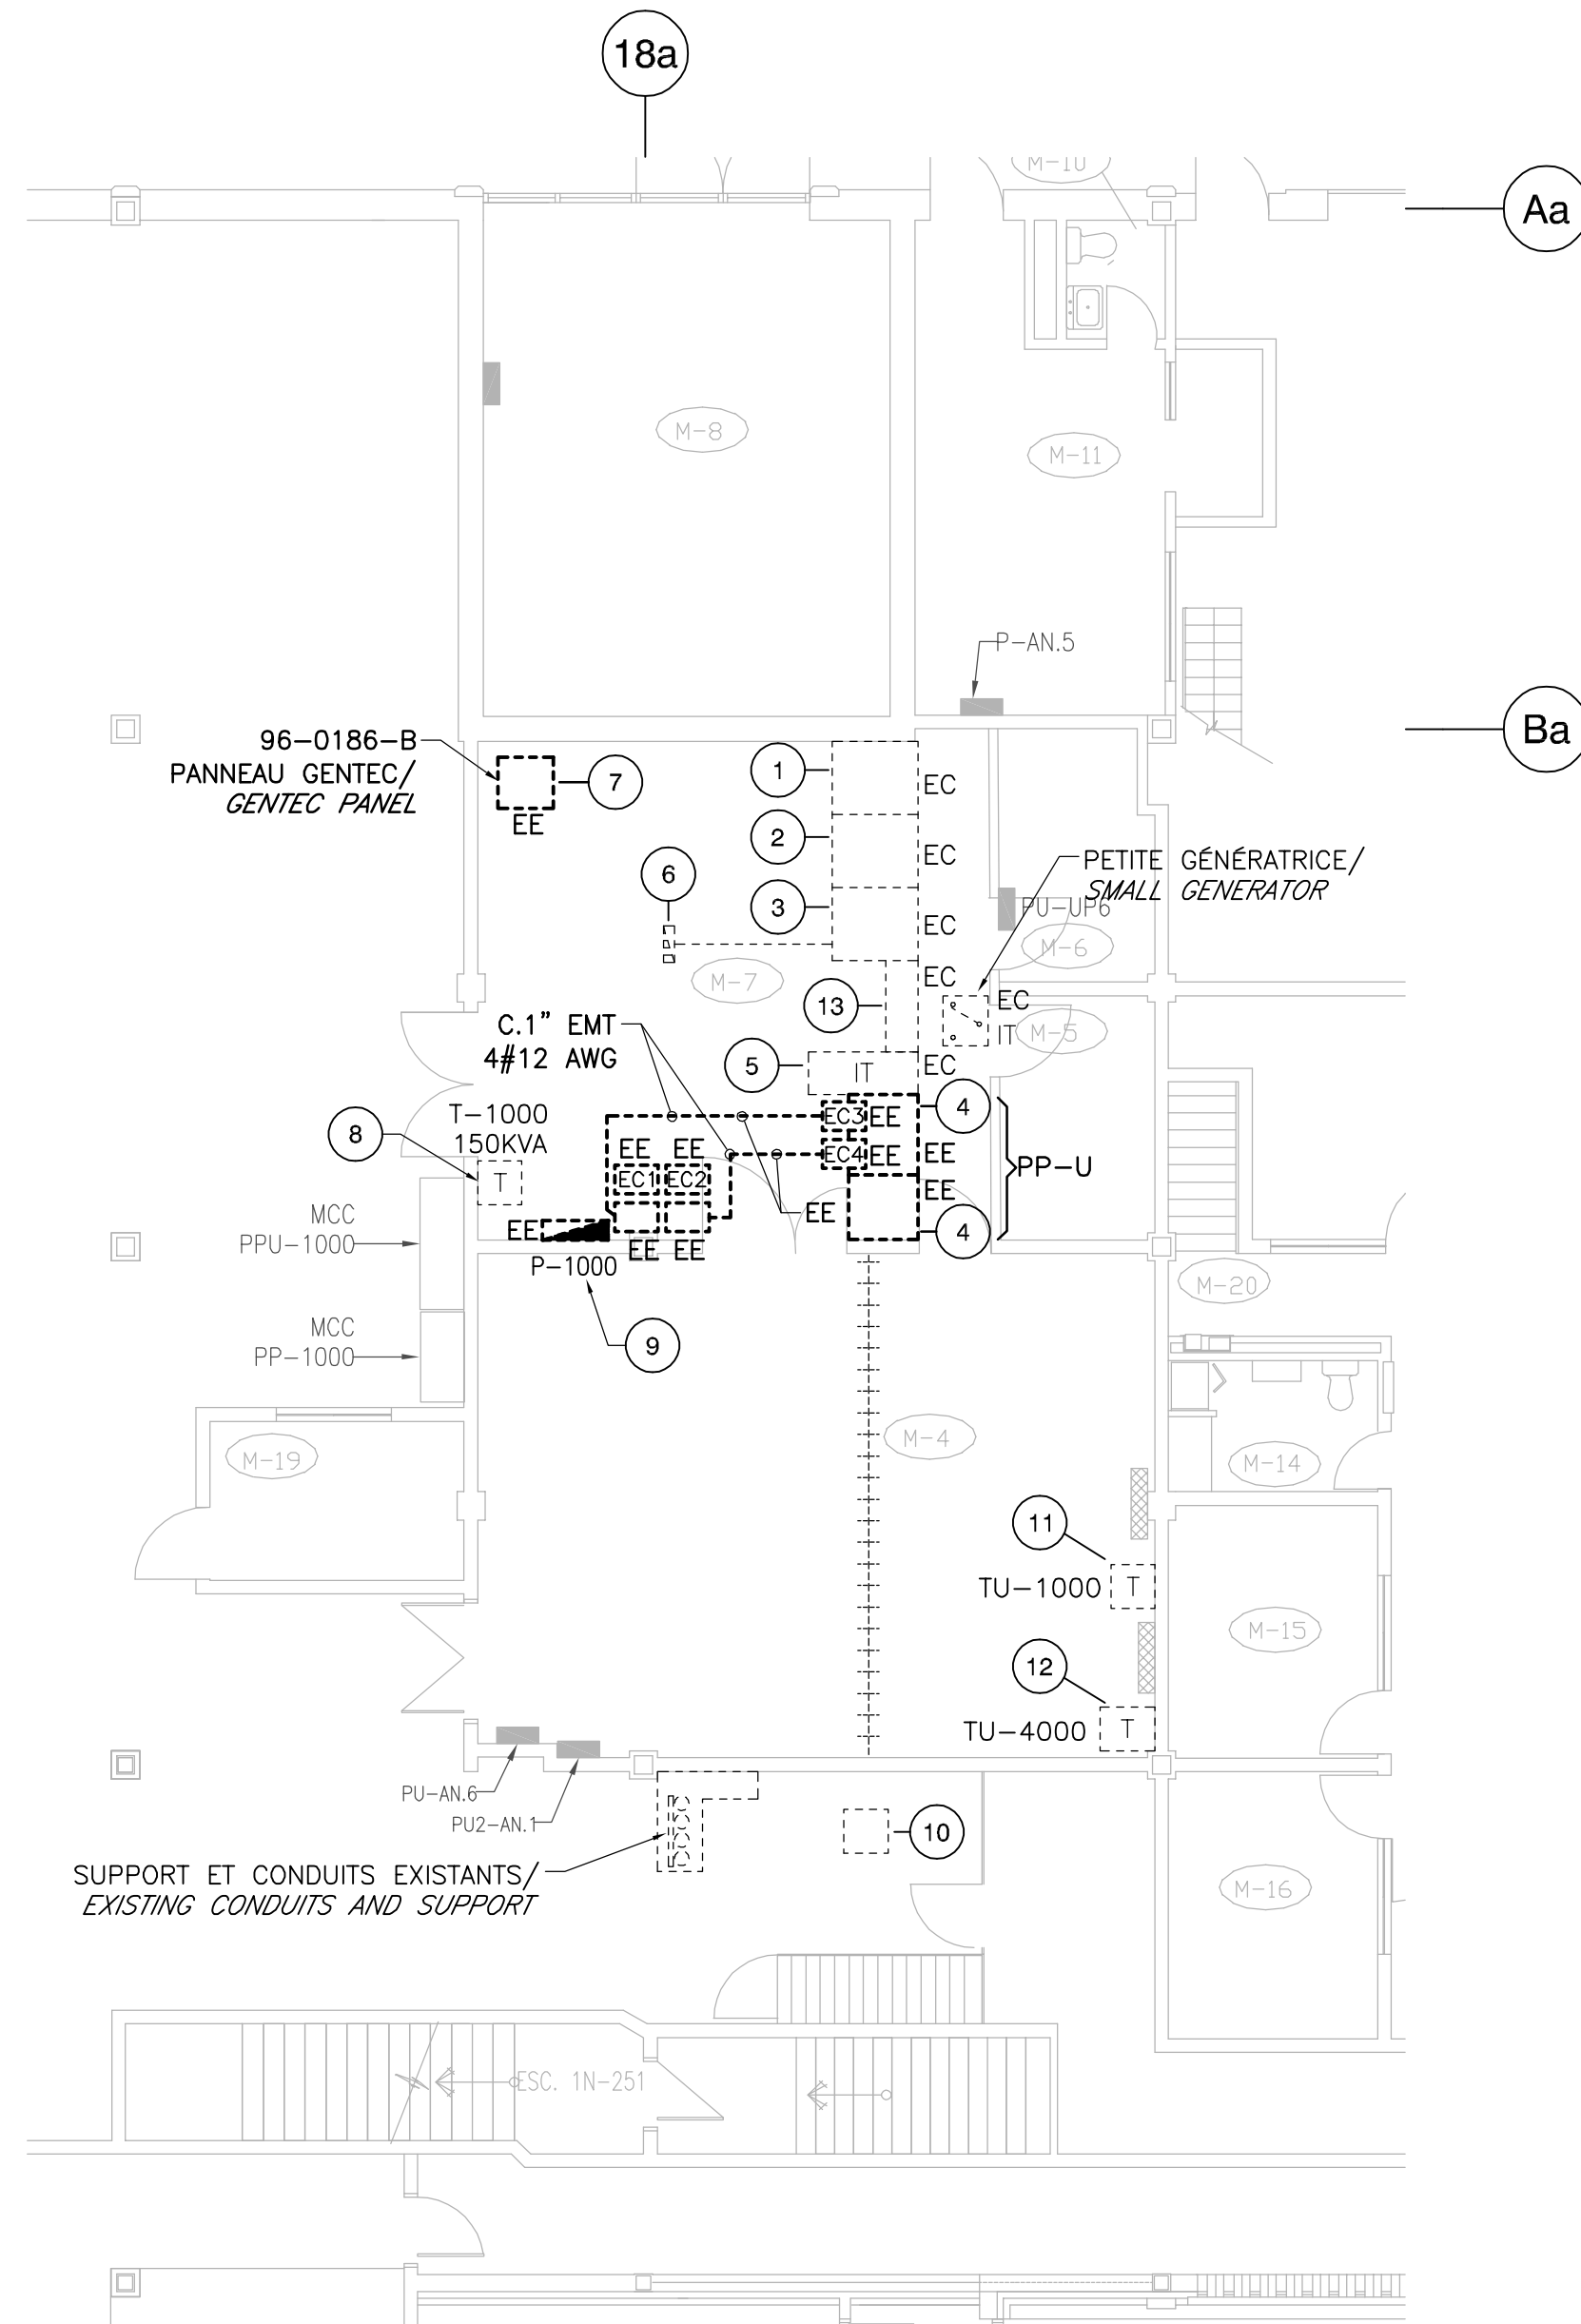 18a
M-10
Aa
M-8
M-11
P-AN.5
Ba
96-0186-B
PANNEAU GENTEC/
GENTEC PANEL
7
EE
1
EC
2
EC
3
EC
6
PETITE GÉNÉRATRICE/
SMALL GENERATOR
PU-UP6
M-6
M-7
EC
13
EC
IT
M-5
C.1" EMT
4#12 AWG
5
IT
EC
T-1000
150KVA
8
T
EC3
EE
4
EC4
EE
EE
EE
PP-U
EE
EE
EC1
EC2
EE
4
EE
P-1000
EE
EE
9
MCC
PPU-1000
MCC
PP-1000
M-20
M-19
M-4
M-14
11
TU-1000
T
M-15
12
TU-4000
T
PU-AN.6
PU2-AN.1
10
SUPPORT ET CONDUITS EXISTANTS/
EXISTING CONDUITS AND SUPPORT
M-16
ESC. 1N-251